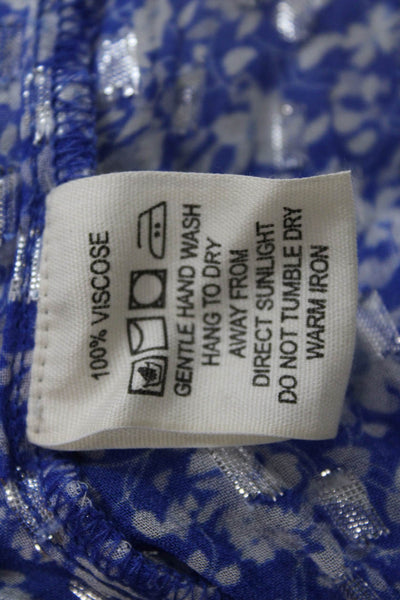 100% VISCOSE
GENTLE HAND WASH
HANG TO DRY
AWAY FROM
DIRECT SUNLIGHT
DO NOT TUMBLE DRY
WARM IRON